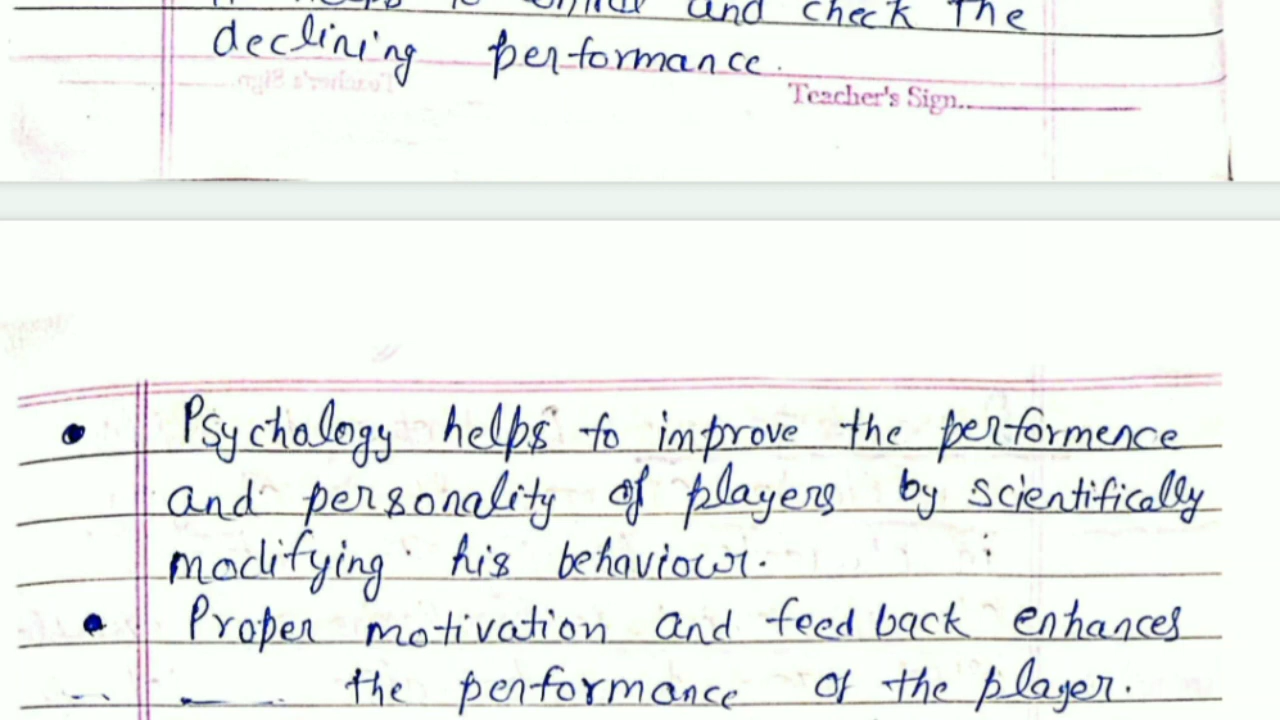 and check the
declining performance.
Teacher's Sign..
Psychology helps to improve the performence
and personality of players by scientifically
modifying his behaviour.
Proper motivation and feed back enhances
the performance of the player.